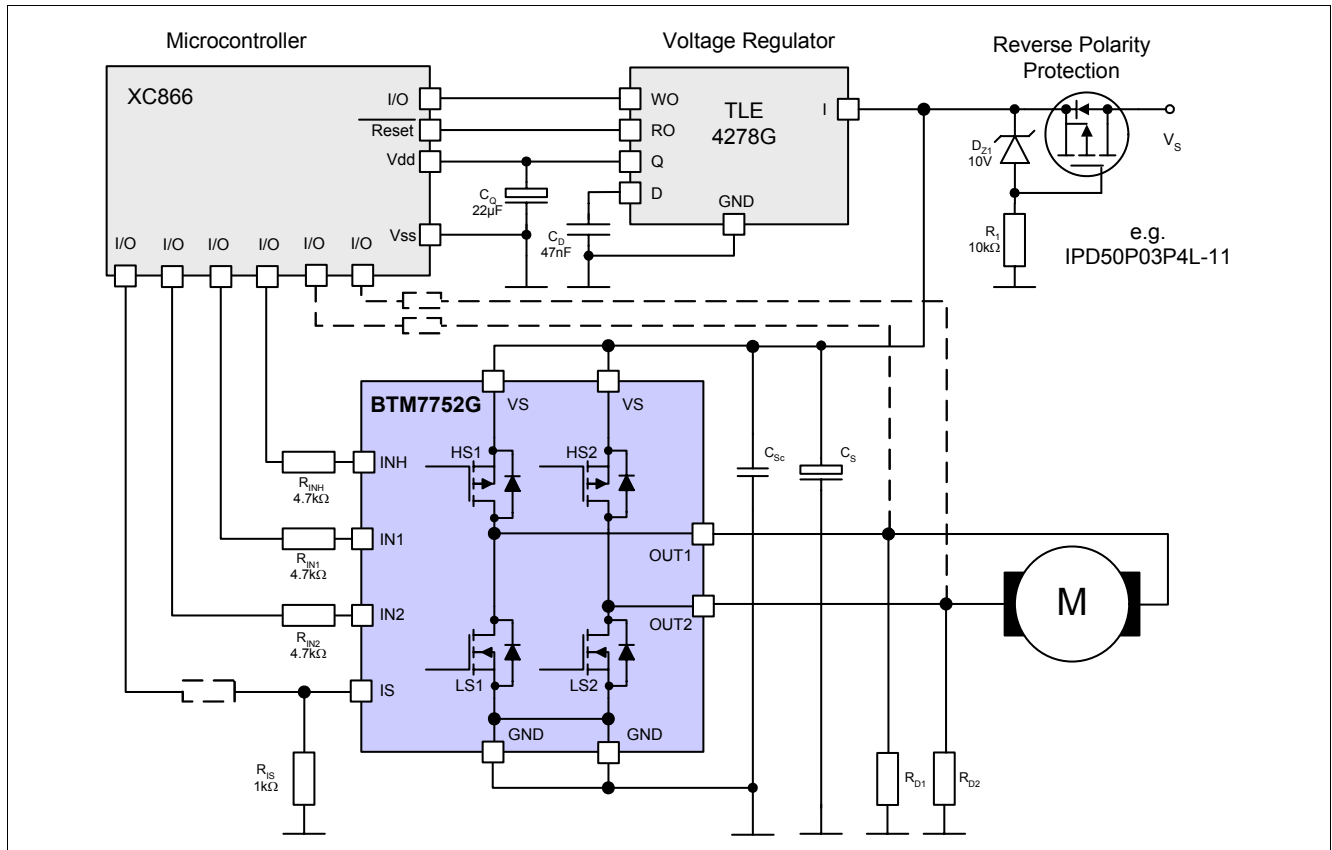 Microcontroller
Voltage Regulator
Reverse Polarity
Protection
XC866
I/O
Reset
Vdd
Vss
I/O
I/O
I/O
I/O
I/O
I/O
C_Q
22µF
C_D
47nF
WO
RO
Q
D
TLE
4278G
I
GND
D_Z1
10V
V_S
R_1
10kΩ
e.g.
IPD50P03P4L-11
BTM7752G
VS
VS
HS1
HS2
INH
IN1
IN2
IS
R_INH
4.7kΩ
R_IN1
4.7kΩ
R_IN2
4.7kΩ
R_IS
1kΩ
LS1
LS2
GND
GND
OUT1
OUT2
C_Sc
C_S
M
R_D1
R_D2